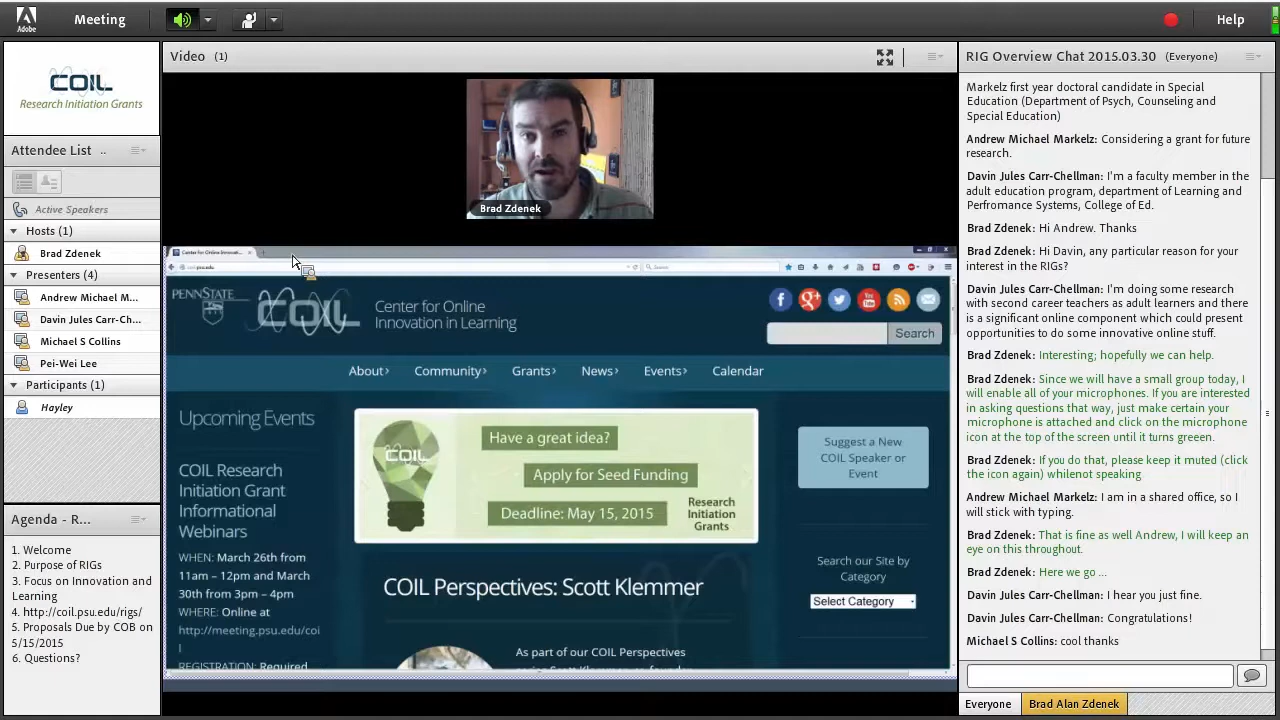 Adobe
Meeting
Help
COIL
Research Initiation Grants
Attendee List ..
Active Speakers
Hosts (1)
Brad Zdenek
Presenters (4)
Andrew Michael M...
Davin Jules Carr-Ch...
Michael S Collins
Pei-Wei Lee
Participants (1)
Hayley
Agenda - R...
1. Welcome
2. Purpose of RIGs
3. Focus on Innovation and
Learning
4. http://coil.psu.edu/rigs/
5. Proposals Due by COB on
5/15/2015
6. Questions?
Video (1)
Brad Zdenek
Center for Online Innovati...
coil.psu.edu
Search
PENNSTATE
COIL
Center for Online
Innovation in Learning
Search
About
Community
Grants
News
Events
Calendar
Upcoming Events
COIL Research
Initiation Grant
Informational
Webinars
WHEN: March 26th from
11am – 12pm and March
30th from 3pm – 4pm
WHERE: Online at
http://meeting.psu.edu/coi
l
REGISTRATION: Required
COIL
Have a great idea?
Apply for Seed Funding
Deadline: May 15, 2015
Research
Initiation
Grants
COIL Perspectives: Scott Klemmer
As part of our COIL Perspectives
Suggest a New
COIL Speaker or
Event
Search our Site by
Category
Select Category
RIG Overview Chat 2015.03.30 (Everyone)
Markelz first year doctoral candidate in Special
Education (Department of Psych, Counseling and
Special Education)
Andrew Michael Markelz: Considering a grant for future
research.
Davin Jules Carr-Chellman: I'm a faculty member in the
adult education program, department of Learning and
Perfromance Systems, College of Ed.
Brad Zdenek: Hi Andrew. Thanks
Brad Zdenek: Hi Davin, any particular reason for your
interest in the RIGs?
Davin Jules Carr-Chellman: I'm doing some research
with second career teachers as adult learners and there
is a significant online component which could present
opportunities to do some innovative online stuff.
Brad Zdenek: Interesting; hopefully we can help.
Brad Zdenek: Since we will have a small group today, I
will enable all of your microphones. If you are interested
in asking questions that way, just make certain your
microphone is attached and click on the microphone
icon at the top of the screen until it turns greeen.
Brad Zdenek: If you do that, please keep it muted (click
the icon again) whilenot speaking
Andrew Michael Markelz: I am in a shared office, so I
will stick with typing.
Brad Zdenek: That is fine as well Andrew, I will keep an
eye on this throughout.
Brad Zdenek: Here we go ...
Davin Jules Carr-Chellman: I hear you just fine.
Davin Jules Carr-Chellman: Congratulations!
Michael S Collins: cool thanks
Everyone
Brad Alan Zdenek